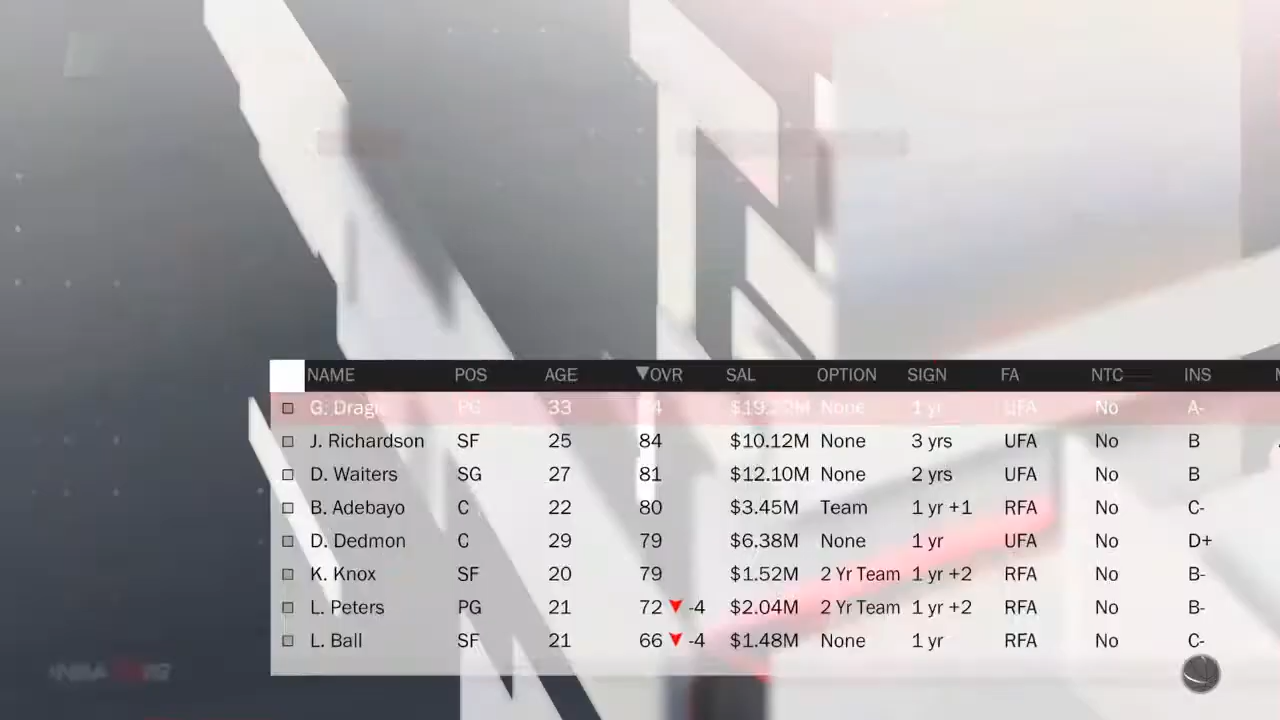 NAME POS AGE ▼OVR SAL OPTION SIGN FA NTC INS
G. Dragic PG 33 None 1 yr UFA No A-
J. Richardson SF 25 84 $10.12M None 3 yrs UFA No B
D. Waiters SG 27 81 $12.10M None 2 yrs UFA No B
B. Adebayo C 22 80 $3.45M Team 1 yr +1 RFA No C-
D. Dedmon C 29 79 $6.38M None 1 yr UFA No D+
K. Knox SF 20 79 $1.52M 2 Yr Team 1 yr +2 RFA No B-
L. Peters PG 21 72 -4 $2.04M 2 Yr Team 1 yr +2 RFA No B-
L. Ball SF 21 66 -4 $1.48M None 1 yr RFA No C-